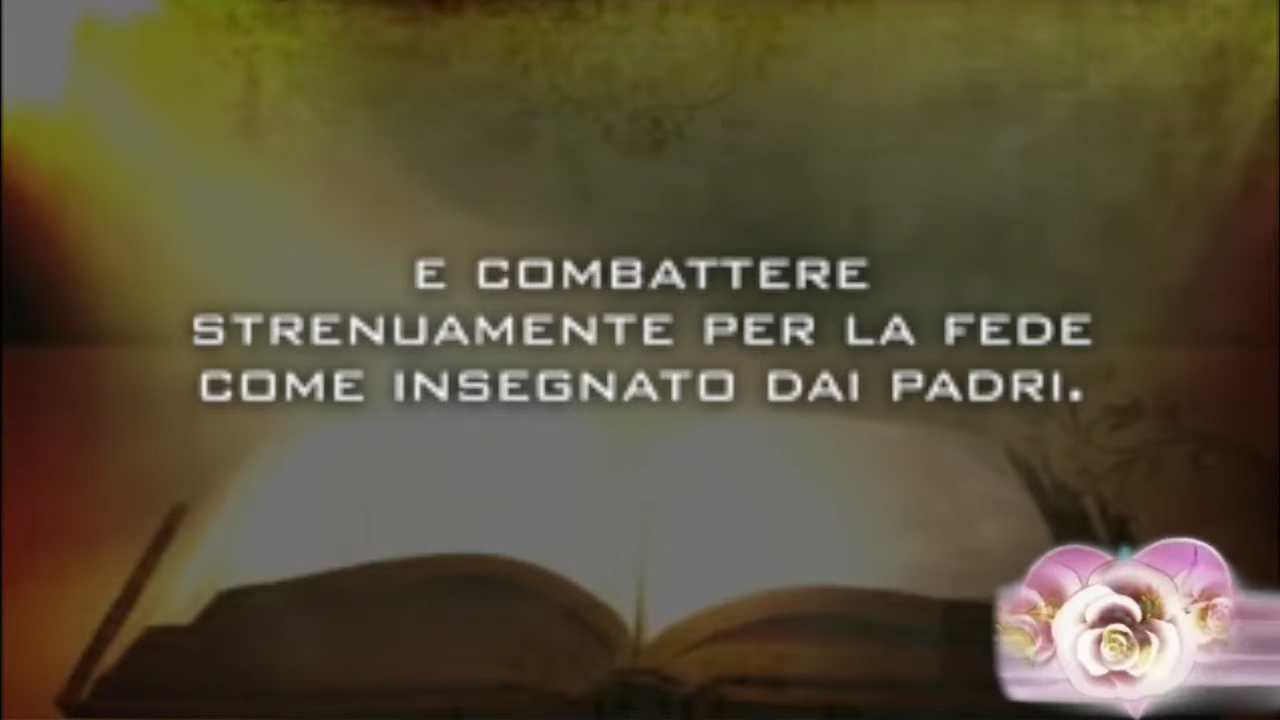 E COMBATTERE
STRENUAMENTE PER LA FEDE
COME INSEGNATO DAI PADRI.